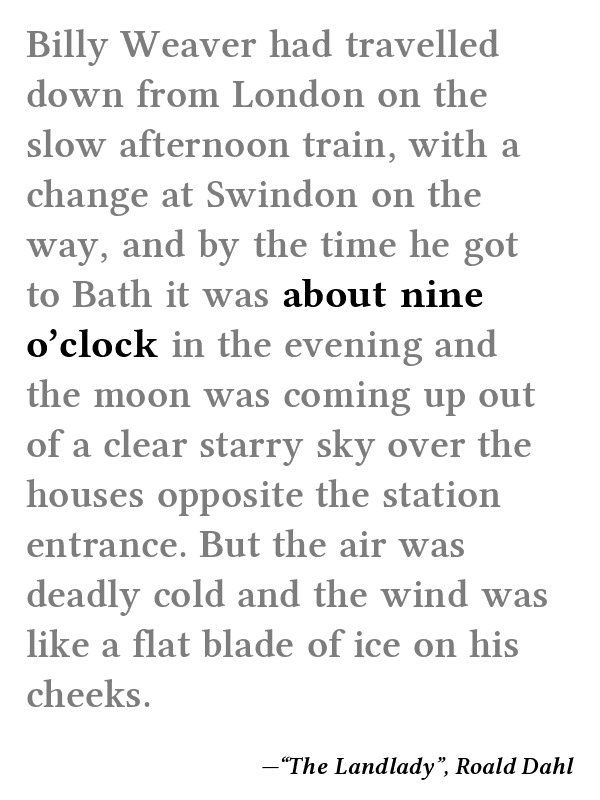 Billy Weaver had travelled
down from London on the
slow afternoon train, with a
change at Swindon on the
way, and by the time he got
to Bath it was about nine
o’clock in the evening and
the moon was coming up out
of a clear starry sky over the
houses opposite the station
entrance. But the air was
deadly cold and the wind was
like a flat blade of ice on his
cheeks.
—“The Landlady”, Roald Dahl